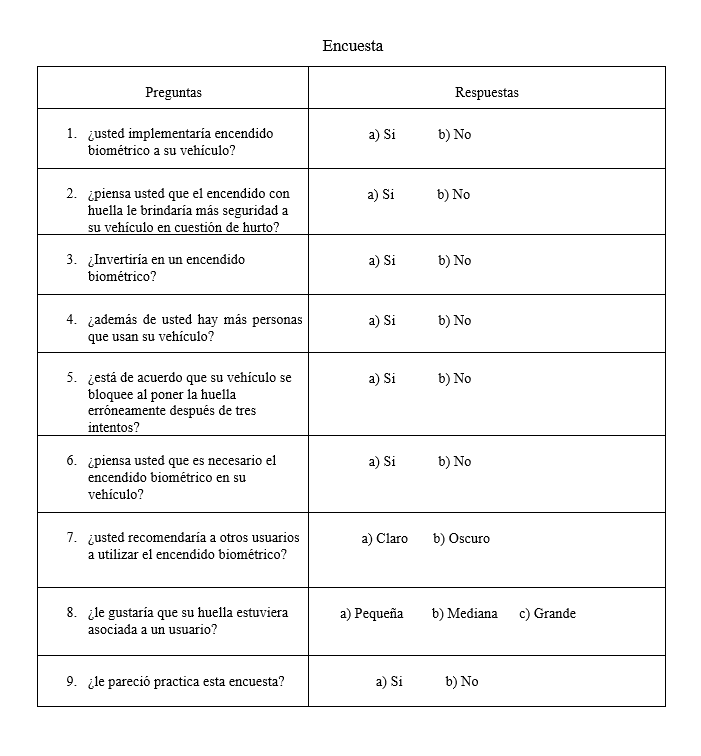 Encuesta
Preguntas
Respuestas
1. ¿usted implementaría encendido
biométrico a su vehículo?
a) Si b) No
2. ¿piensa usted que el encendido con
huella le brindaría más seguridad a
su vehículo en cuestión de hurto?
a) Si b) No
3. ¿Invertiría en un encendido
biométrico?
a) Si b) No
4. ¿además de usted hay más personas
que usan su vehículo?
a) Si b) No
5. ¿está de acuerdo que su vehículo se
bloquee al poner la huella
erróneamente después de tres
intentos?
a) Si b) No
6. ¿piensa usted que es necesario el
encendido biométrico en su
vehículo?
a) Si b) No
7. ¿usted recomendaría a otros usuarios
a utilizar el encendido biométrico?
a) Claro b) Oscuro
8. ¿le gustaría que su huella estuviera
asociada a un usuario?
a) Pequeña b) Mediana c) Grande
9. ¿le pareció practica esta encuesta?
a) Si b) No